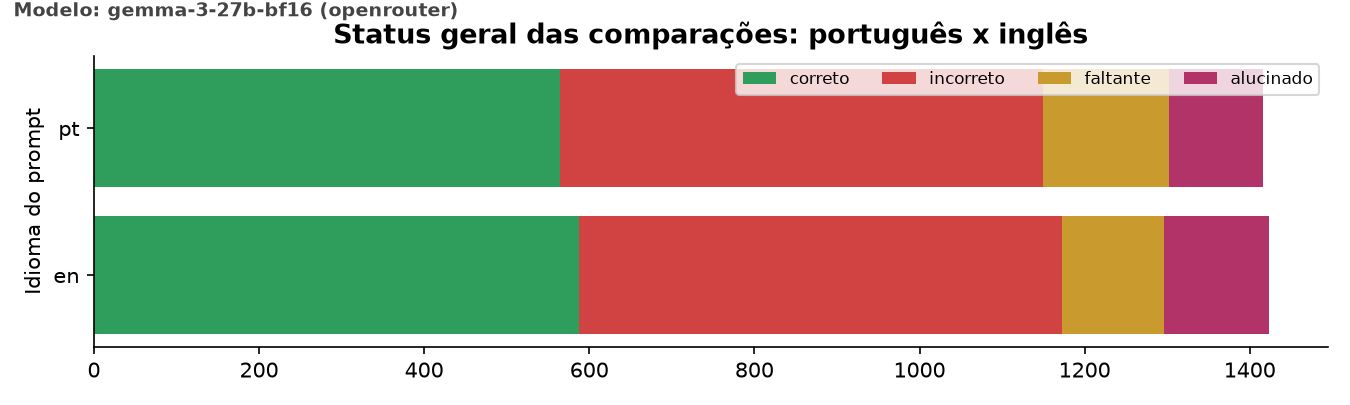 Modelo: gemma-3-27b-bf16 (openrouter)
Status geral das comparações: português x inglês
correto incorreto faltante alucinado
Idioma do prompt
pt
en
0 200 400 600 800 1000 1200 1400